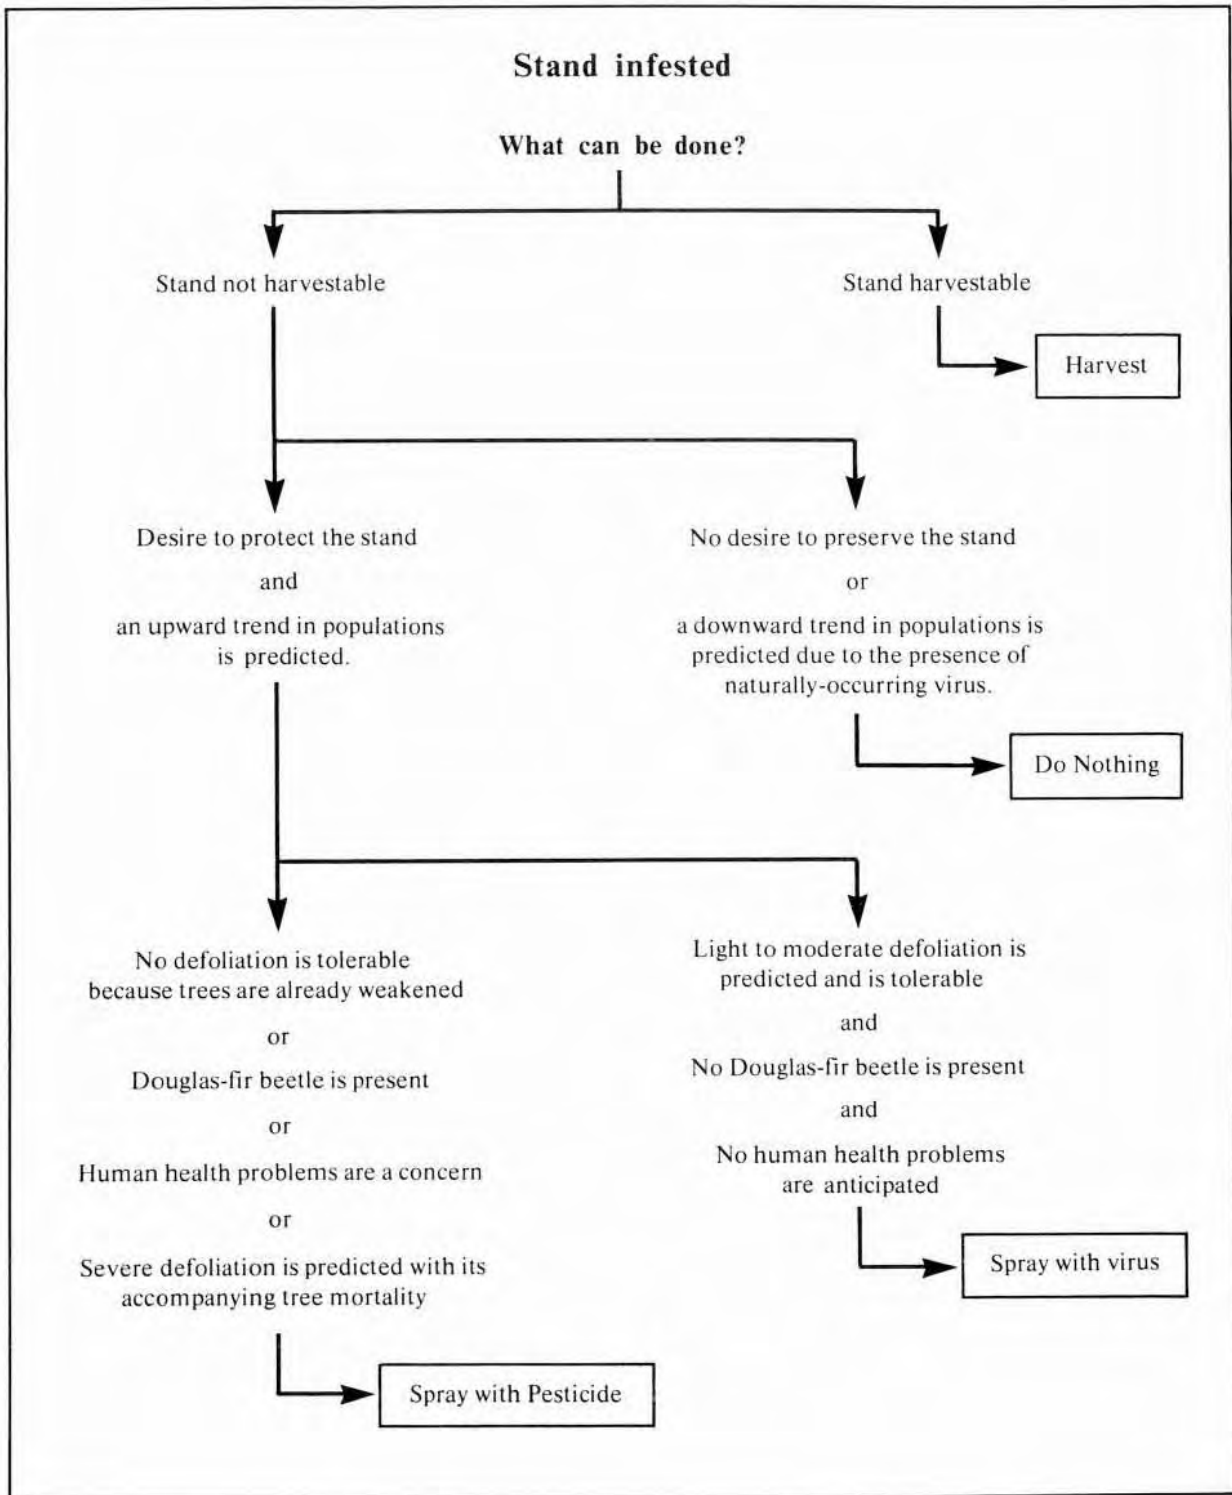 Stand infested
What can be done?
Stand not harvestable
Stand harvestable
Harvest
Desire to protect the stand
and
an upward trend in populations
is predicted.
No desire to preserve the stand
or
a downward trend in populations is
predicted due to the presence of
naturally-occurring virus.
Do Nothing
No defoliation is tolerable
because trees are already weakened
or
Douglas-fir beetle is present
or
Human health problems are a concern
or
Severe defoliation is predicted with its
accompanying tree mortality
Spray with Pesticide
Light to moderate defoliation is
predicted and is tolerable
and
No Douglas-fir beetle is present
and
No human health problems
are anticipated
Spray with virus